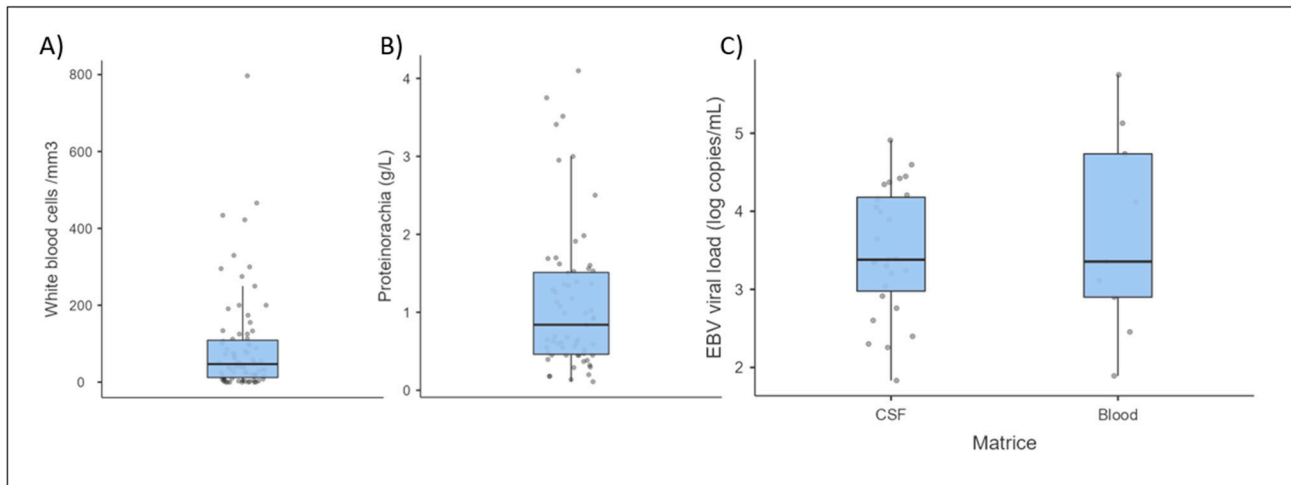 A)
White blood cells /mm3
800
600
400
200
0
B)
Proteinorachia (g/L)
4
3
2
1
0
C)
EBV viral load (log copies/mL)
5
4
3
2
CSF
Blood
Matrice